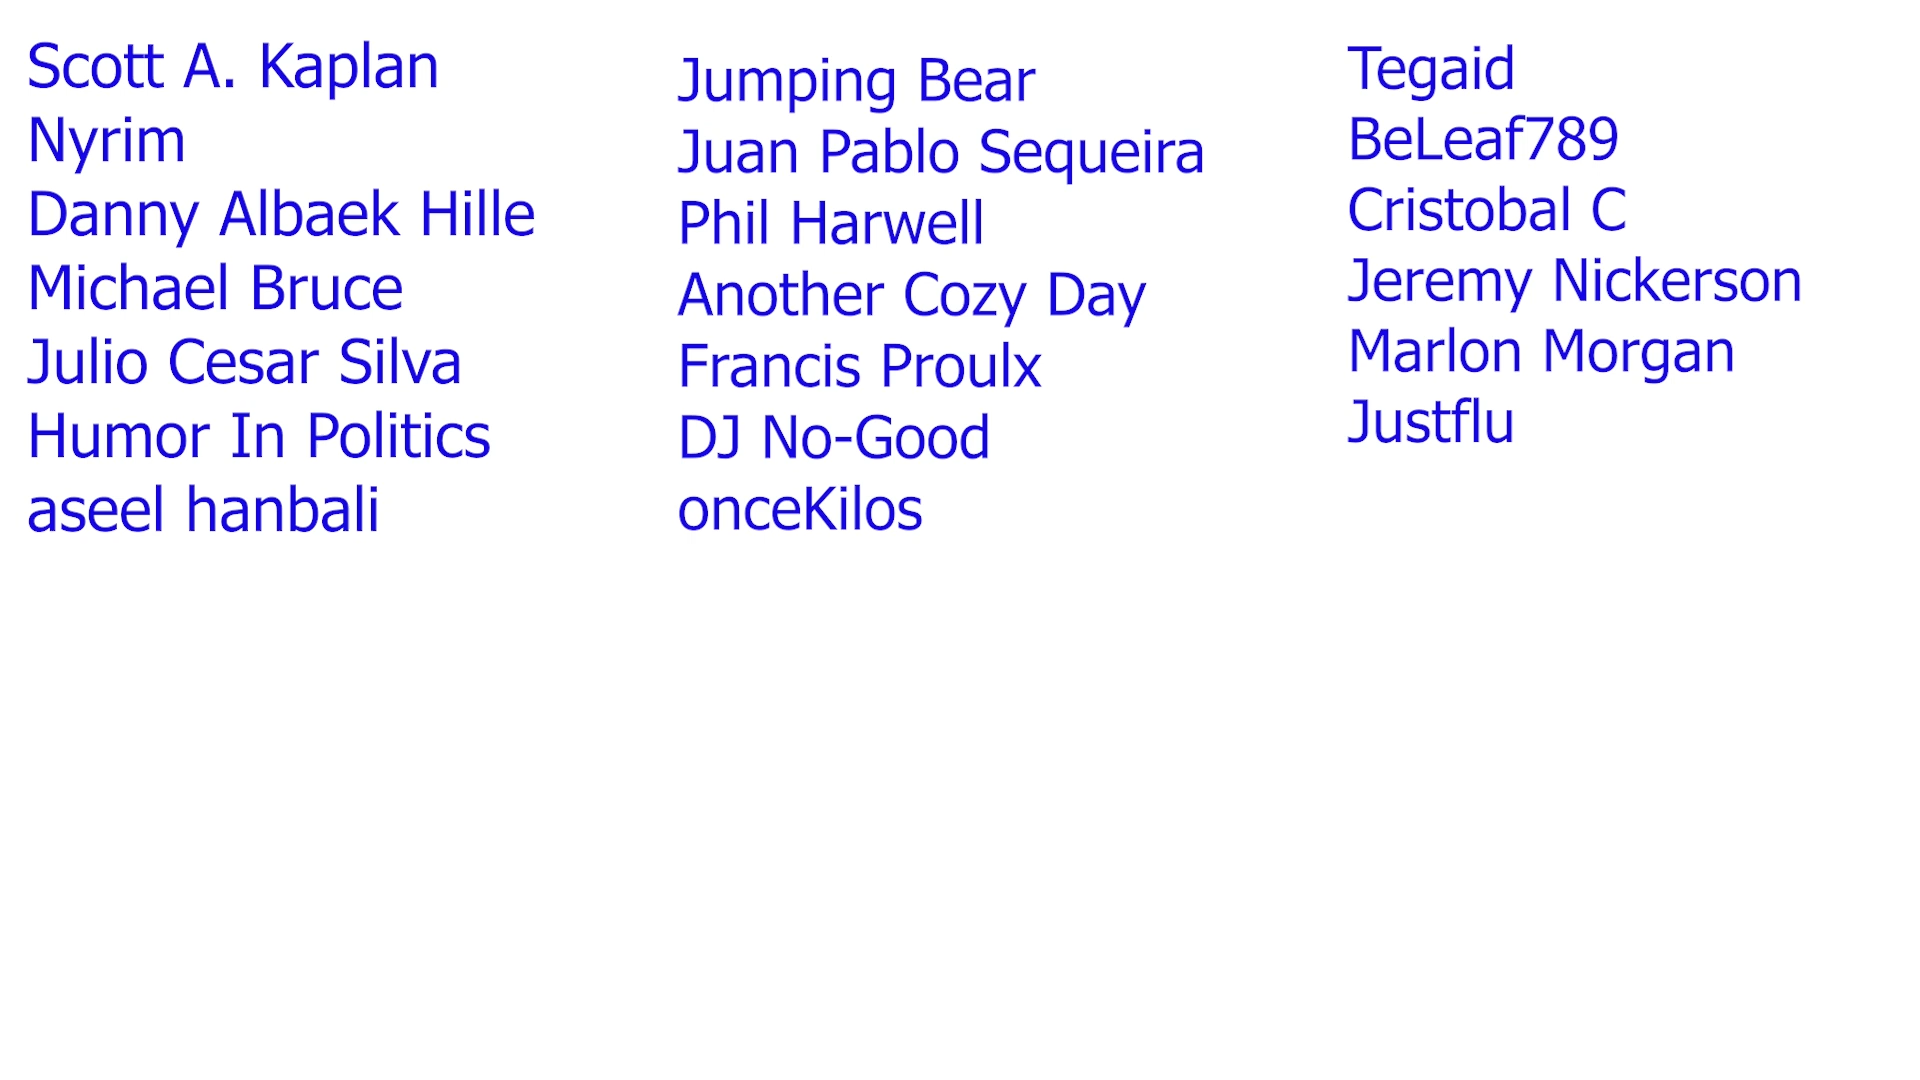 Scott A. Kaplan
Nyrim
Danny Albaek Hille
Michael Bruce
Julio Cesar Silva
Humor In Politics
aseel hanbali
Jumping Bear
Juan Pablo Sequeira
Phil Harwell
Another Cozy Day
Francis Proulx
DJ No-Good
onceKilos
Tegaid
BeLeaf789
Cristobal C
Jeremy Nickerson
Marlon Morgan
Justflu